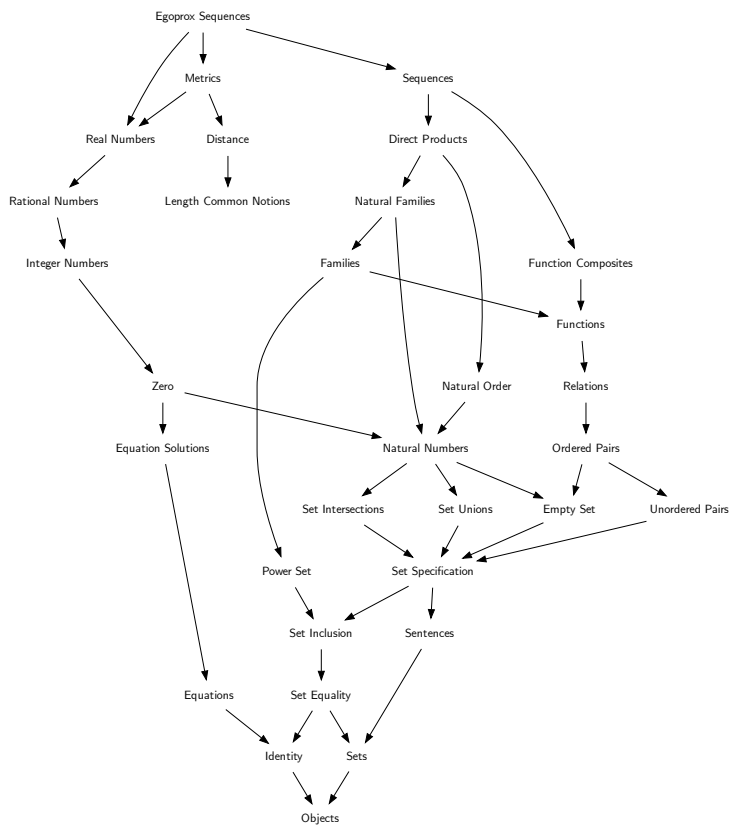 Egoprox Sequences
Metrics
Sequences
Real Numbers
Distance
Direct Products
Rational Numbers
Length Common Notions
Natural Families
Integer Numbers
Families
Function Composites
Functions
Zero
Natural Order
Relations
Equation Solutions
Natural Numbers
Ordered Pairs
Set Intersections
Set Unions
Empty Set
Unordered Pairs
Power Set
Set Specification
Set Inclusion
Sentences
Equations
Set Equality
Identity
Sets
Objects